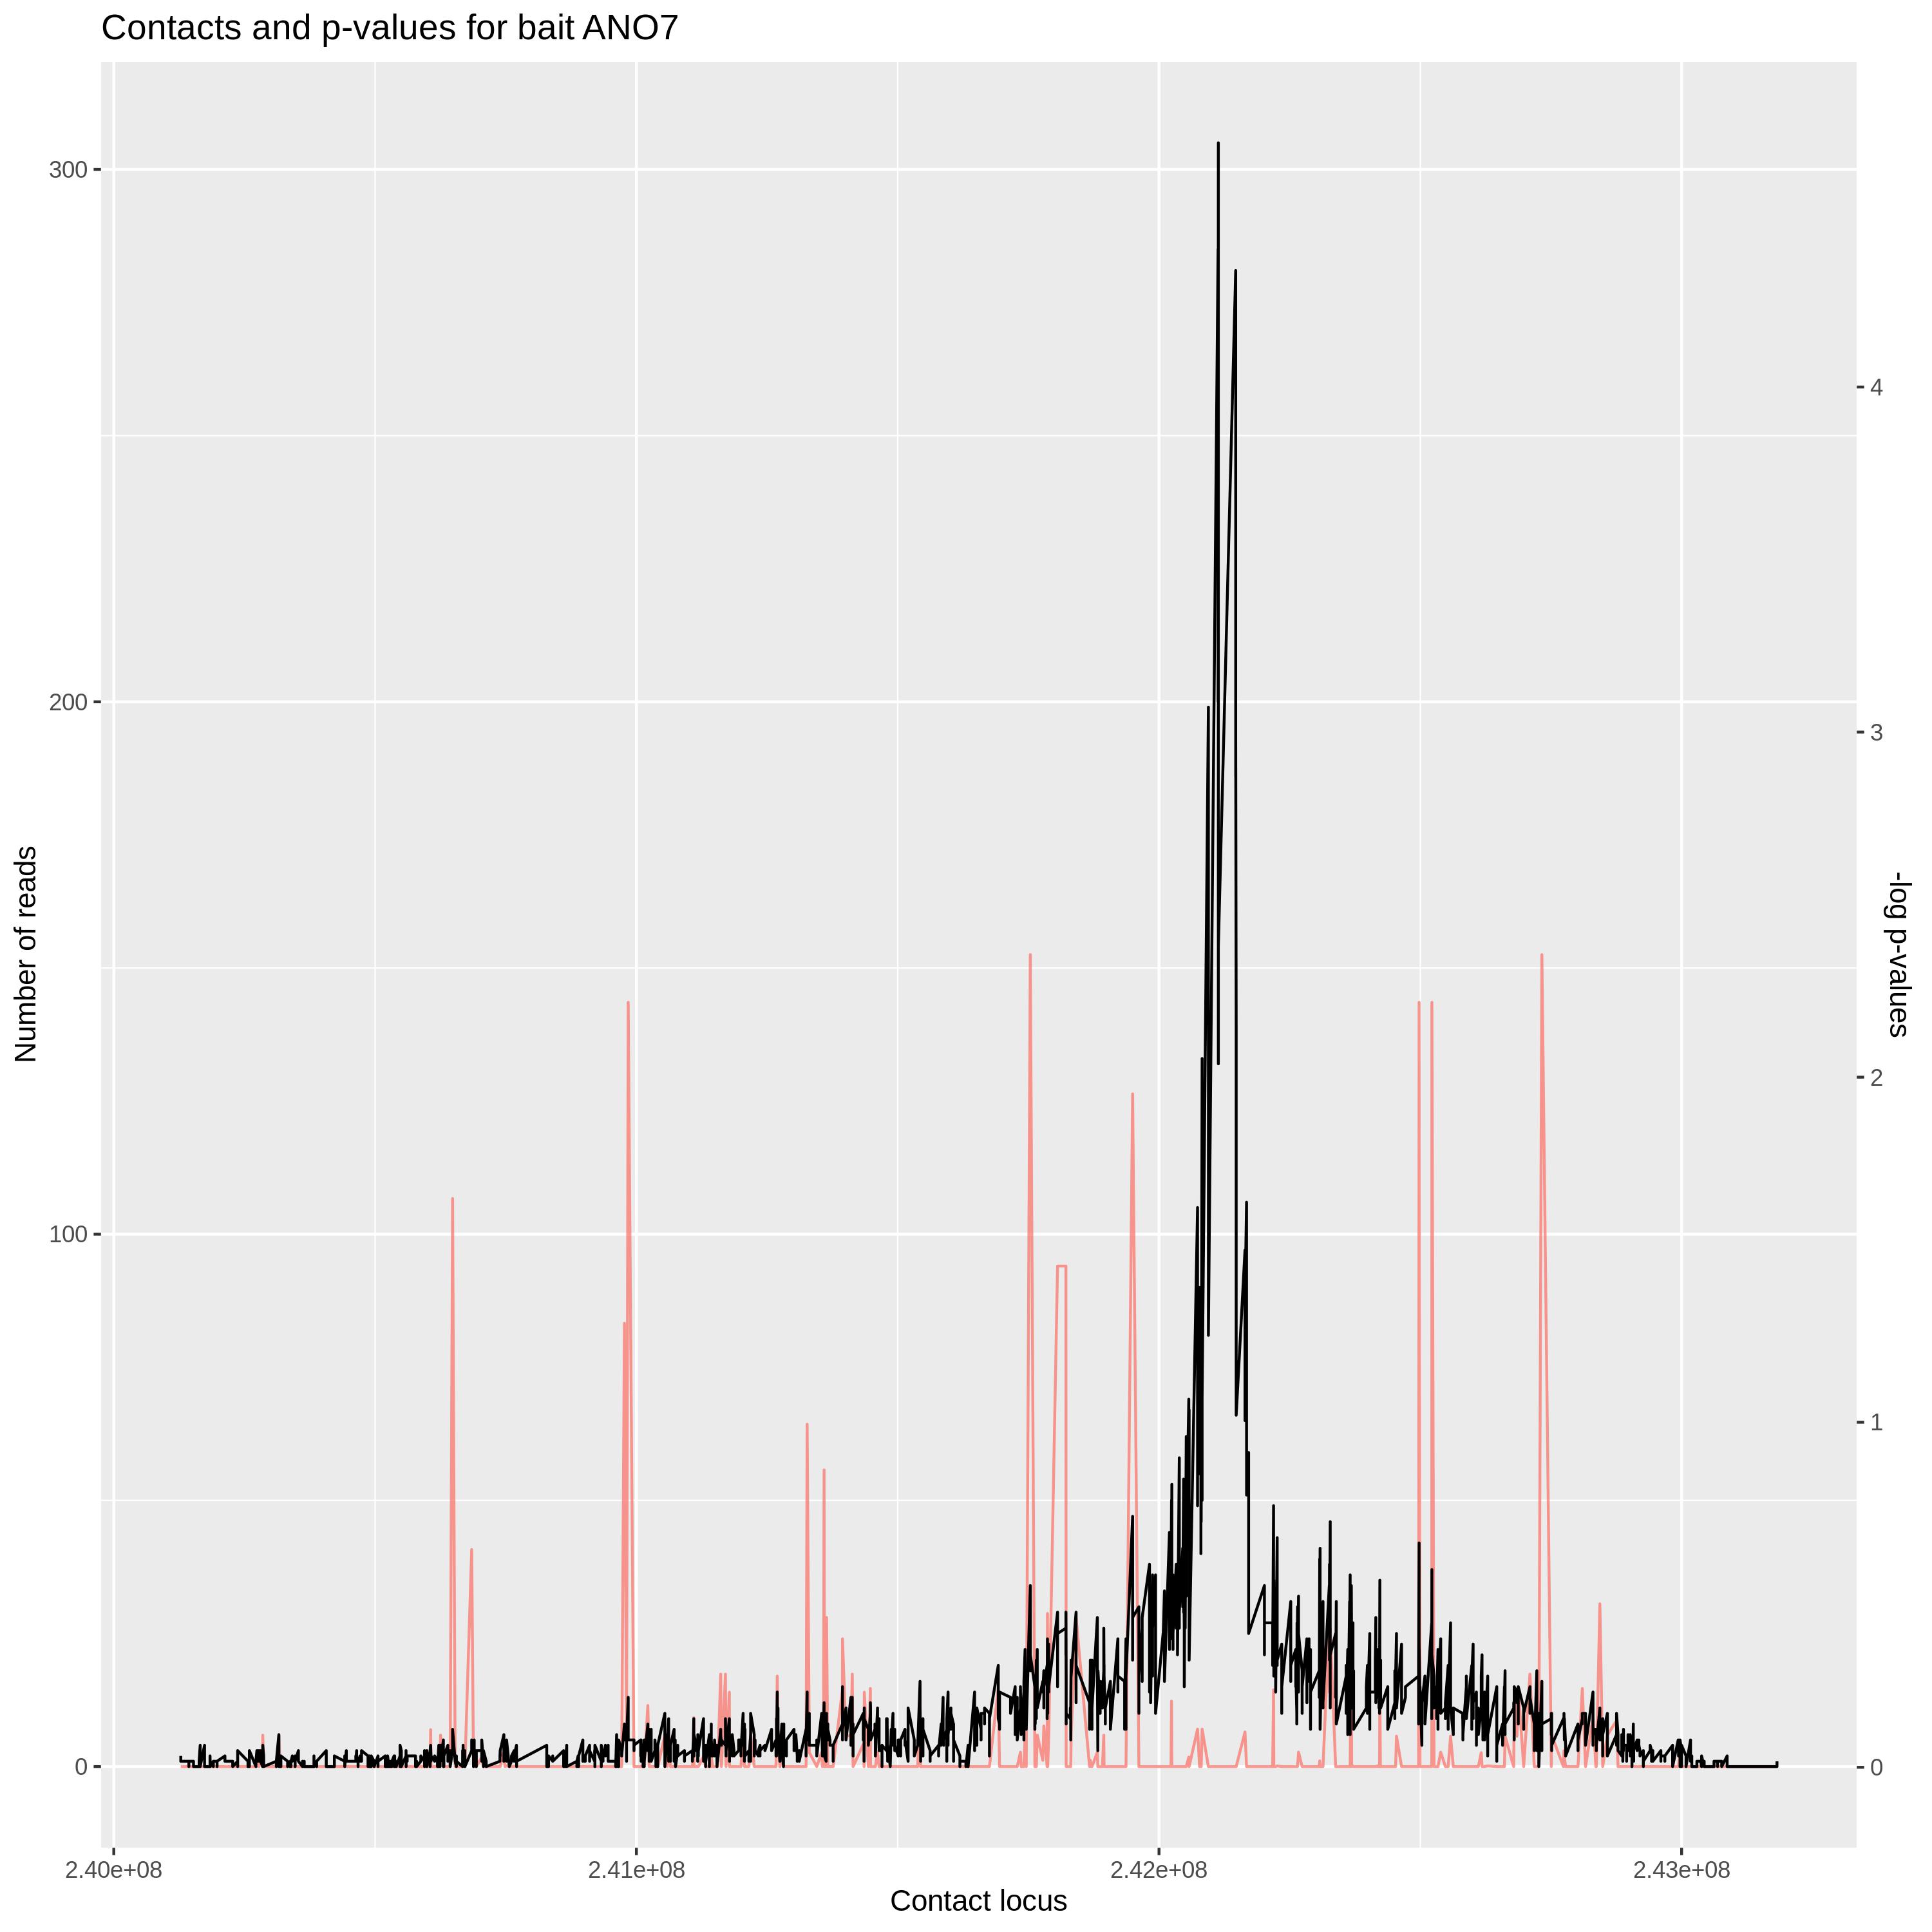 Contacts and p-values for bait ANO7
300
200
100
0
Number of reads
4
3
2
1
0
-log p-values
2.40e+08
2.41e+08
2.42e+08
2.43e+08
Contact locus